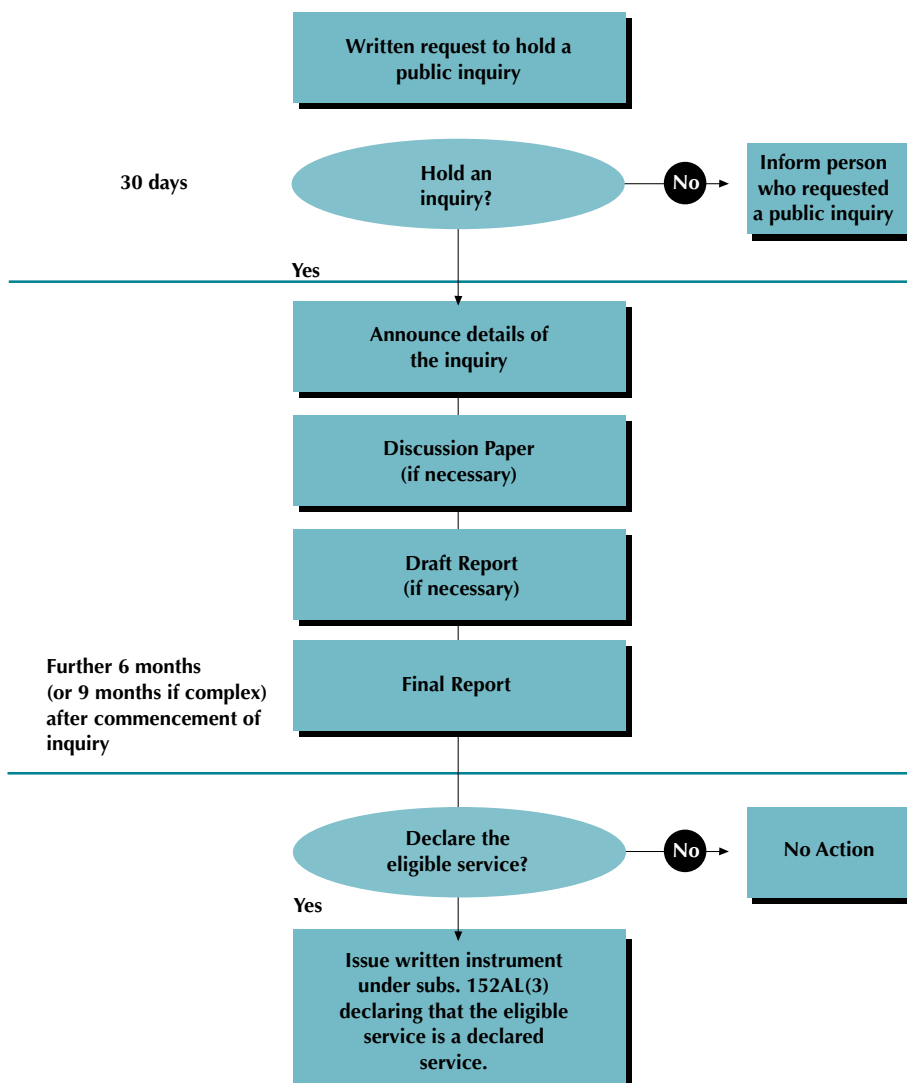 Written request to hold a
public inquiry
30 days
Hold an
inquiry?
No
Inform person
who requested
a public inquiry
Yes
Announce details of
the inquiry
Discussion Paper
(if necessary)
Draft Report
(if necessary)
Further 6 months
(or 9 months if complex)
after commencement of
inquiry
Final Report
Declare the
eligible service?
No
No Action
Yes
Issue written instrument
under subs. 152AL(3)
declaring that the eligible
service is a declared
service.